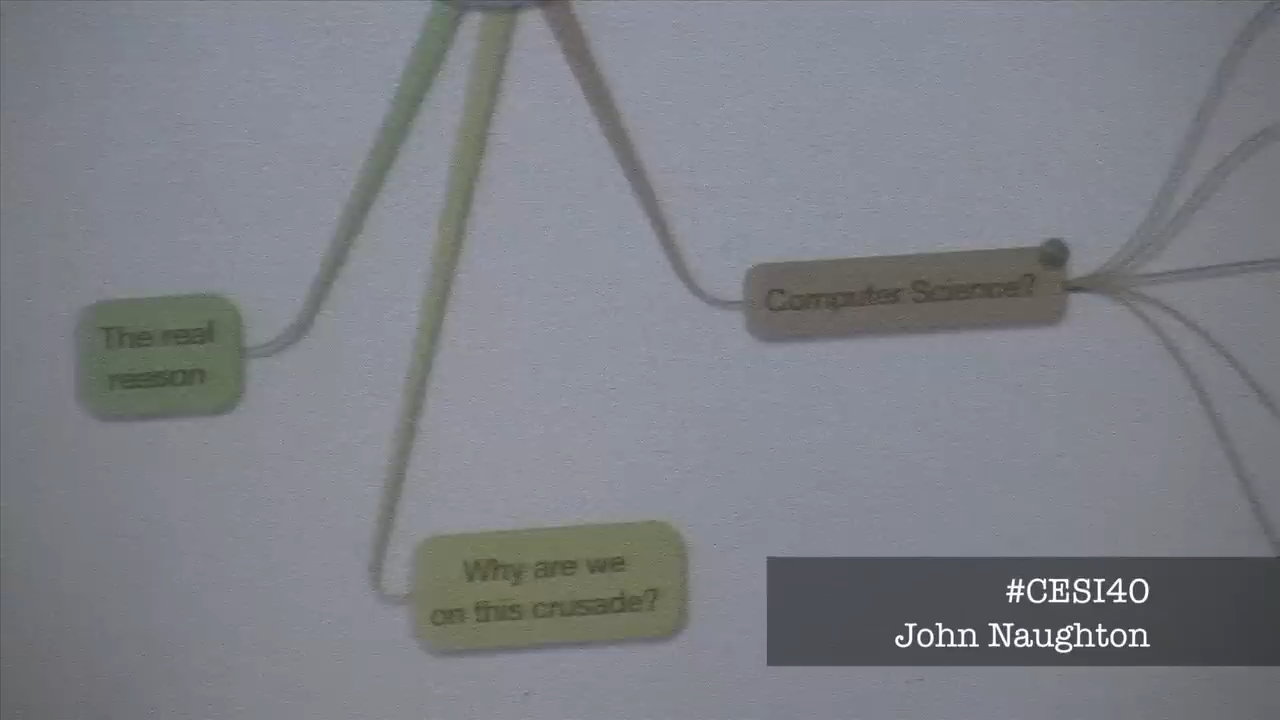 The real
reason
Computer Science?
Why are we
on this crusade?
#CESI40
John Naughton